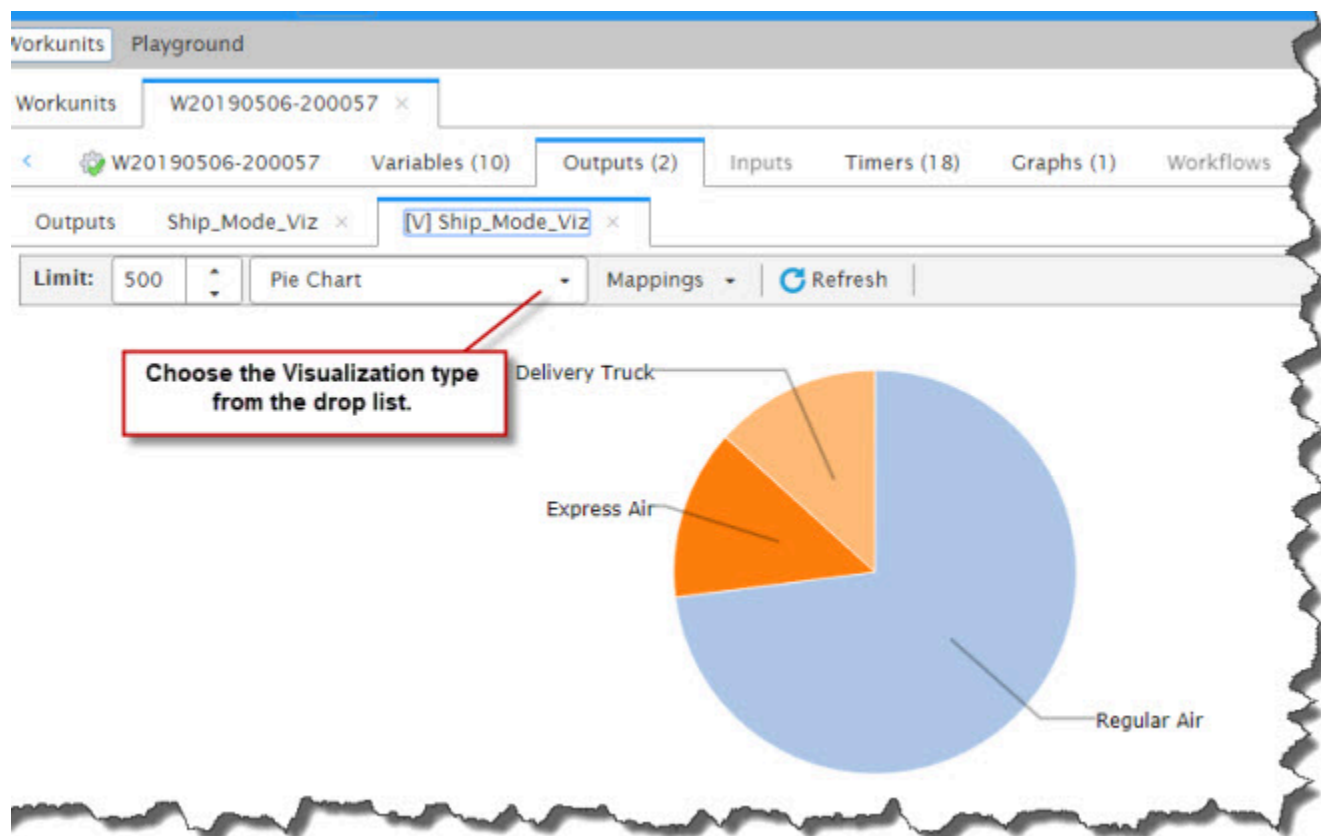 Workunits Playground
Workunits W20190506-200057 ×
< W20190506-200057 Variables (10) Outputs (2) Inputs Timers (18) Graphs (1) Workflows
Outputs Ship_Mode_Viz × [V] Ship_Mode_Viz ×
Limit: 500 Pie Chart Mappings Refresh
Choose the Visualization type
from the drop list.
Delivery Truck
Express Air
Regular Air